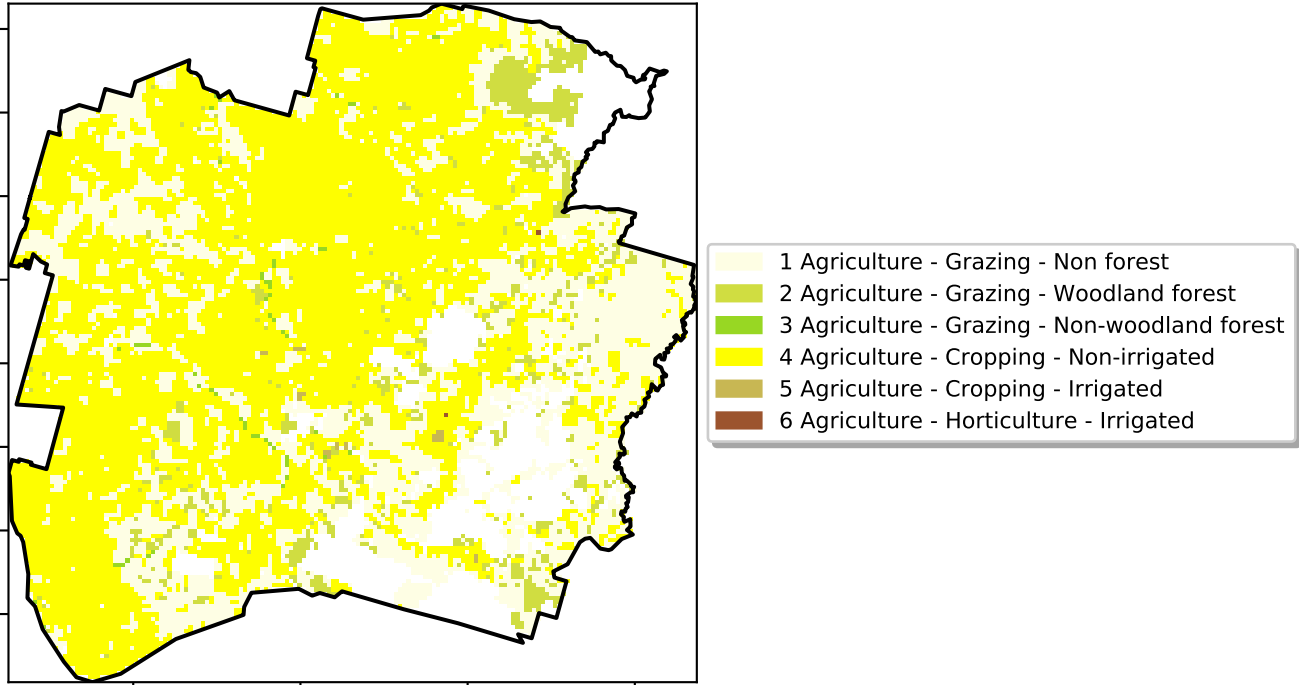 1 Agriculture - Grazing - Non forest
2 Agriculture - Grazing - Woodland forest
3 Agriculture - Grazing - Non-woodland forest
4 Agriculture - Cropping - Non-irrigated
5 Agriculture - Cropping - Irrigated
6 Agriculture - Horticulture - Irrigated